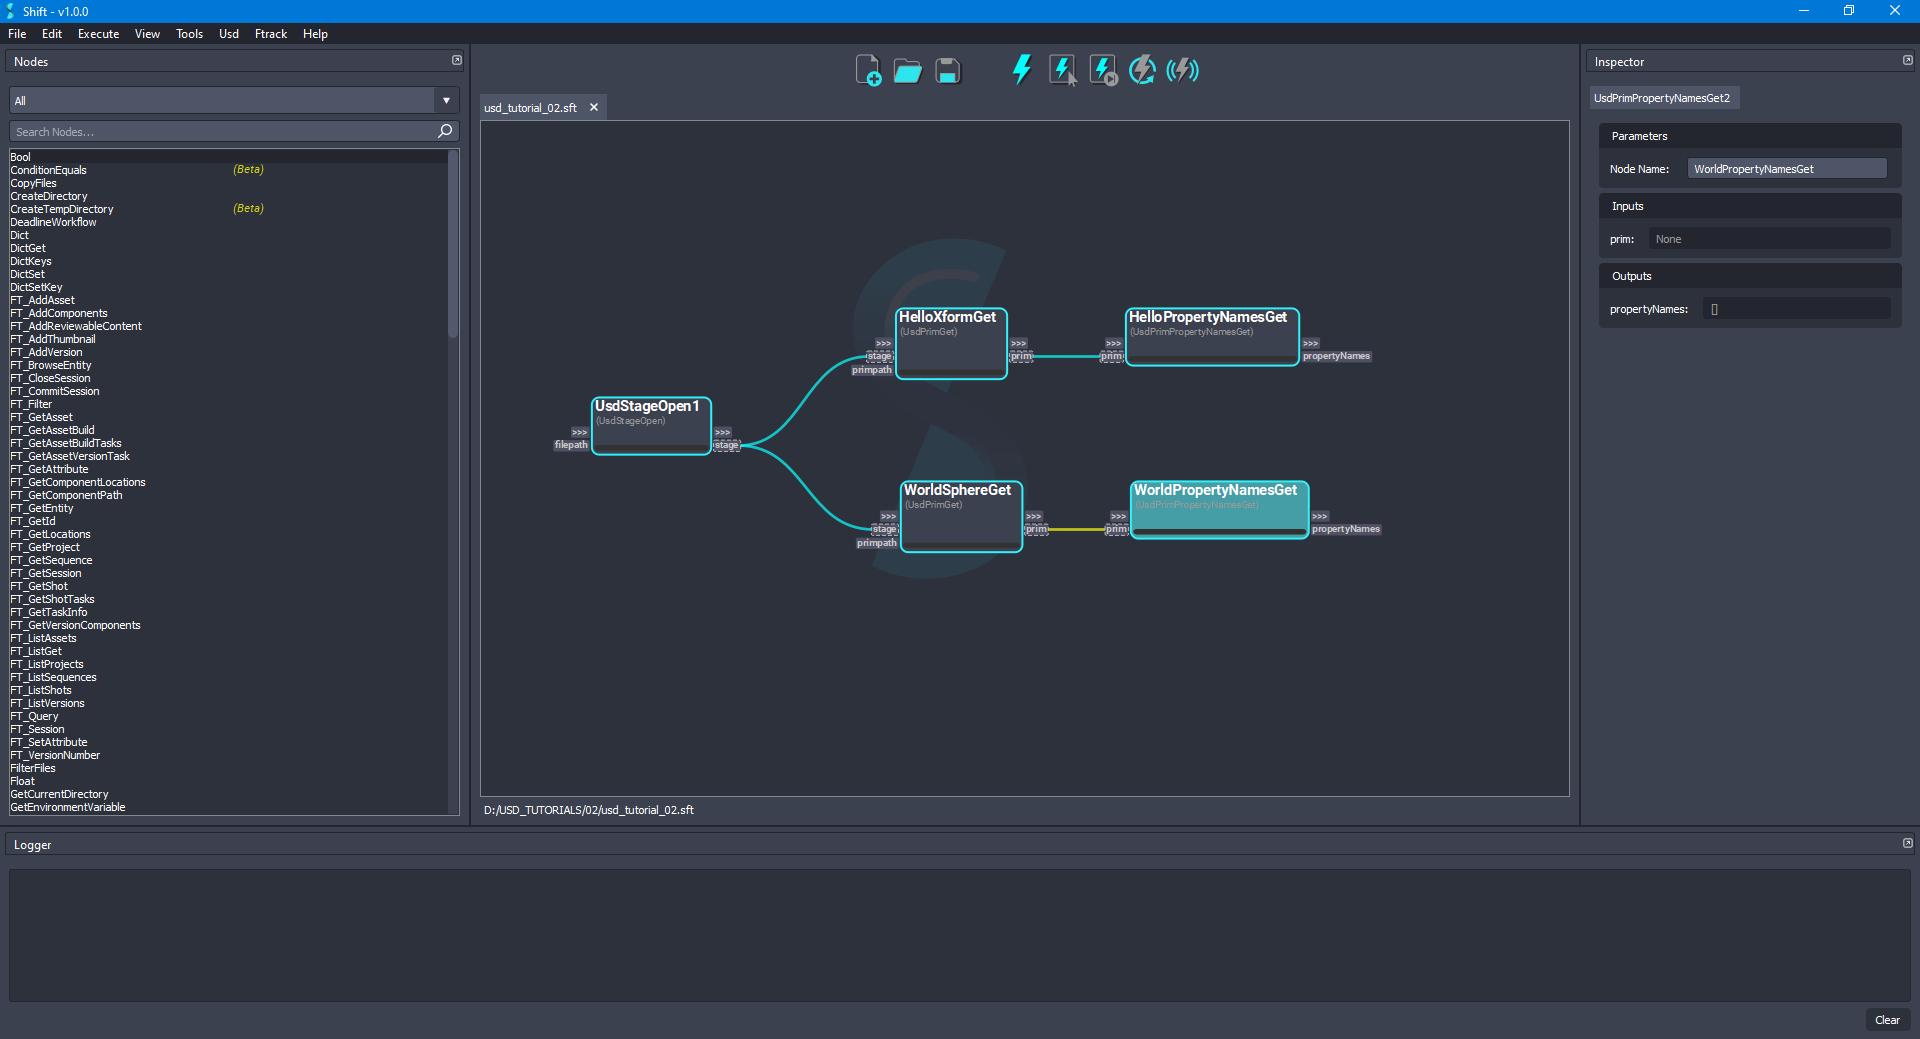 Shift - v1.0.0
File Edit Execute View Tools Usd Ftrack Help
Nodes
All
Search Nodes...
Bool
ConditionEquals (Beta)
CopyFiles
CreateDirectory
CreateTempDirectory (Beta)
DeadlineWorkflow
Dict
DictGet
DictKeys
DictSet
DictSetKey
FT_AddAsset
FT_AddComponents
FT_AddReviewableContent
FT_AddThumbnail
FT_AddVersion
FT_BrowseEntity
FT_CloseSession
FT_CommitSession
FT_Filter
FT_GetAsset
FT_GetAssetBuild
FT_GetAssetBuildTasks
FT_GetAssetVersionTask
FT_GetAttribute
FT_GetComponentLocations
FT_GetComponentPath
FT_GetEntity
FT_GetId
FT_GetLocations
FT_GetProject
FT_GetSequence
FT_GetSession
FT_GetShot
FT_GetShotTasks
FT_GetTaskInfo
FT_GetVersionComponents
FT_ListAssets
FT_ListGet
FT_ListProjects
FT_ListSequences
FT_ListShots
FT_ListVersions
FT_Query
FT_Session
FT_SetAttribute
FT_VersionNumber
FilterFiles
Float
GetCurrentDirectory
GetEnvironmentVariable
usd_tutorial_02.sft
UsdStageOpen1
(UsdStageOpen)
>>> >>>
filepath stage
HelloXformGet
(UsdPrimGet)
>>> >>>
stage prim
primpath
HelloPropertyNamesGet
(UsdPrimPropertyNamesGet)
>>> >>>
prim propertyNames
WorldSphereGet
(UsdPrimGet)
>>> >>>
stage prim
primpath
WorldPropertyNamesGet
(UsdPrimPropertyNamesGet)
>>> >>>
prim propertyNames
D:/USD_TUTORIALS/02/usd_tutorial_02.sft
Inspector
UsdPrimPropertyNamesGet2
Parameters
Node Name: WorldPropertyNamesGet
Inputs
prim: None
Outputs
propertyNames: []
Logger
Clear